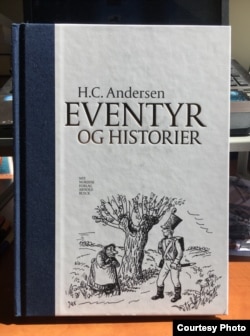 H.C. Andersen
EVENTYR
OG HISTORIER
Courtesy Photo